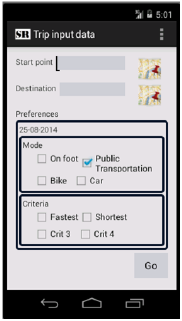 5:01
SR Trip input data
Start point
Destination
Preferences
25-08-2014
Mode
On foot Public Transportation
Bike Car
Criteria
Fastest Shortest
Crit 3 Crit 4
Go